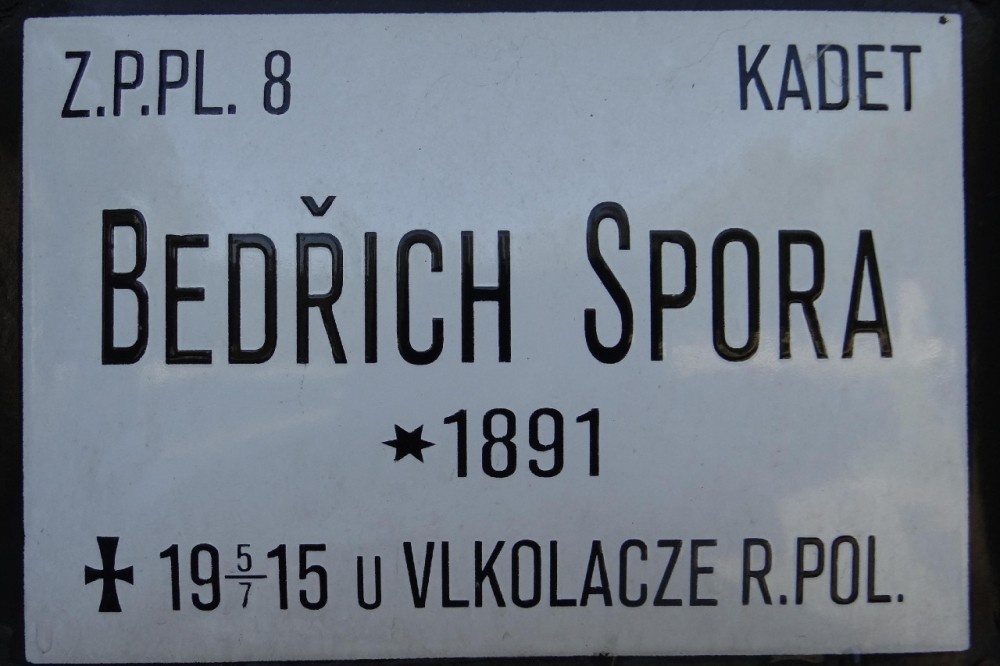 Z.P.PL. 8 KADET
BEDŘICH SPORA
✶1891
✠ 19 5/7 15 U VLKOLACZE R.POL.